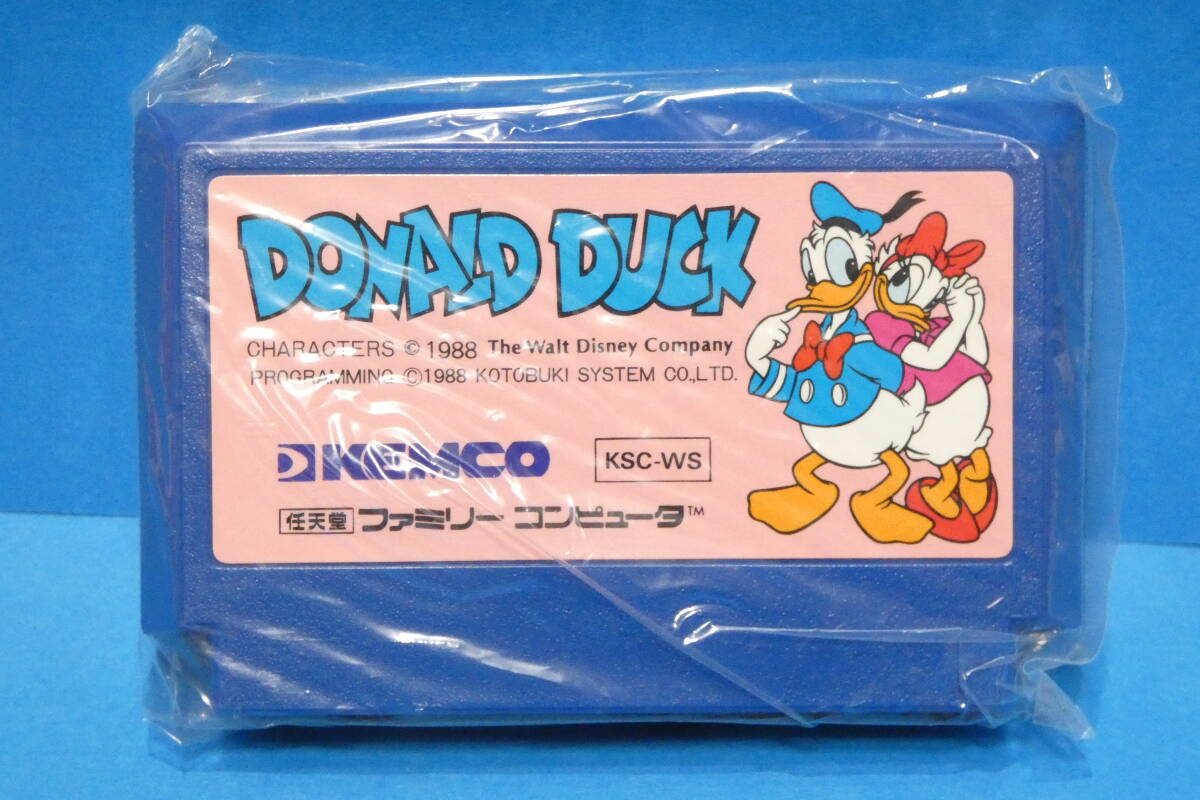 DONALD DUCK
CHARACTERS © 1988 The Walt Disney Company
PROGRAMMING ©1988 KOTOBUKI SYSTEM CO.,LTD.
KEMCO
KSC-WS
任天堂 ファミリー コンピュータ™